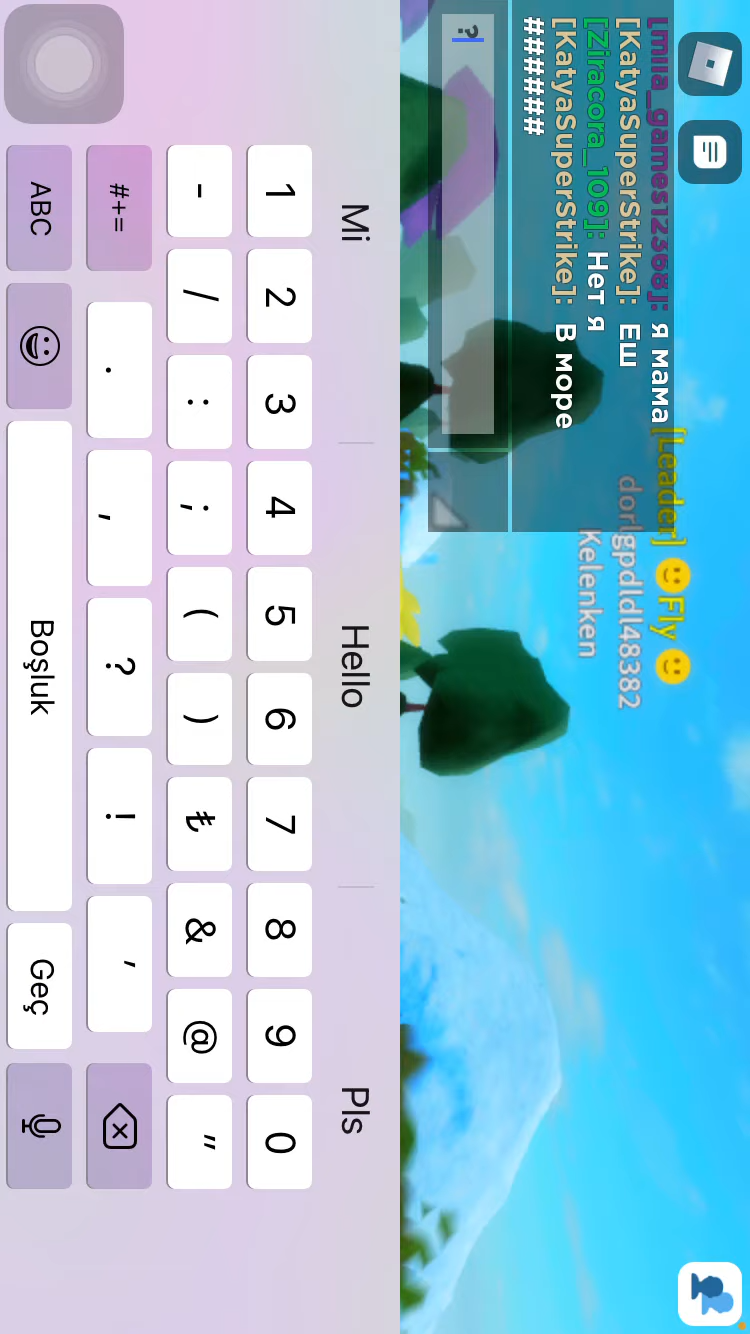 [miia_games12368]: я мама
[KatyaSuperStrike]: Еш
[Ziracora_109]: Нет я
[KatyaSuperStrike]: В море
######
?
[Leader] 🙂Fly🙂
dorlgpdldl48382
Kelenken
Mi Hello Pls
1 2 3 4 5 6 7 8 9 0
- / : ; ( ) ₺ & @ "
#+= . , ? ! '
ABC Boşluk Geç